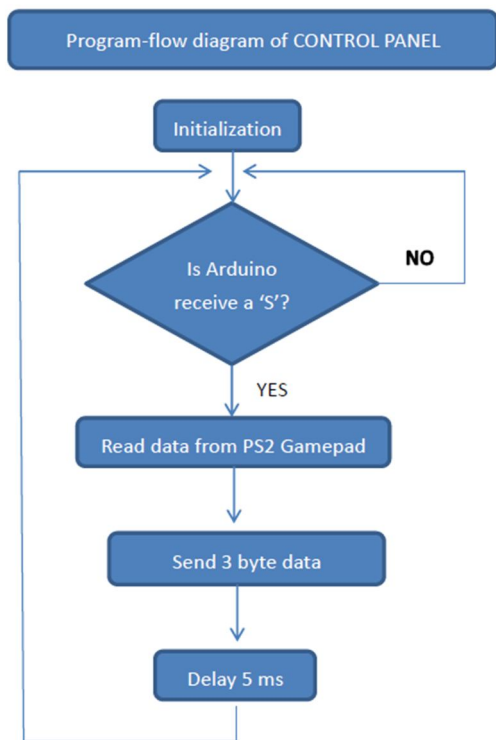 Program-flow diagram of CONTROL PANEL
Initialization
Is Arduino
receive a ‘S’?
NO
YES
Read data from PS2 Gamepad
Send 3 byte data
Delay 5 ms